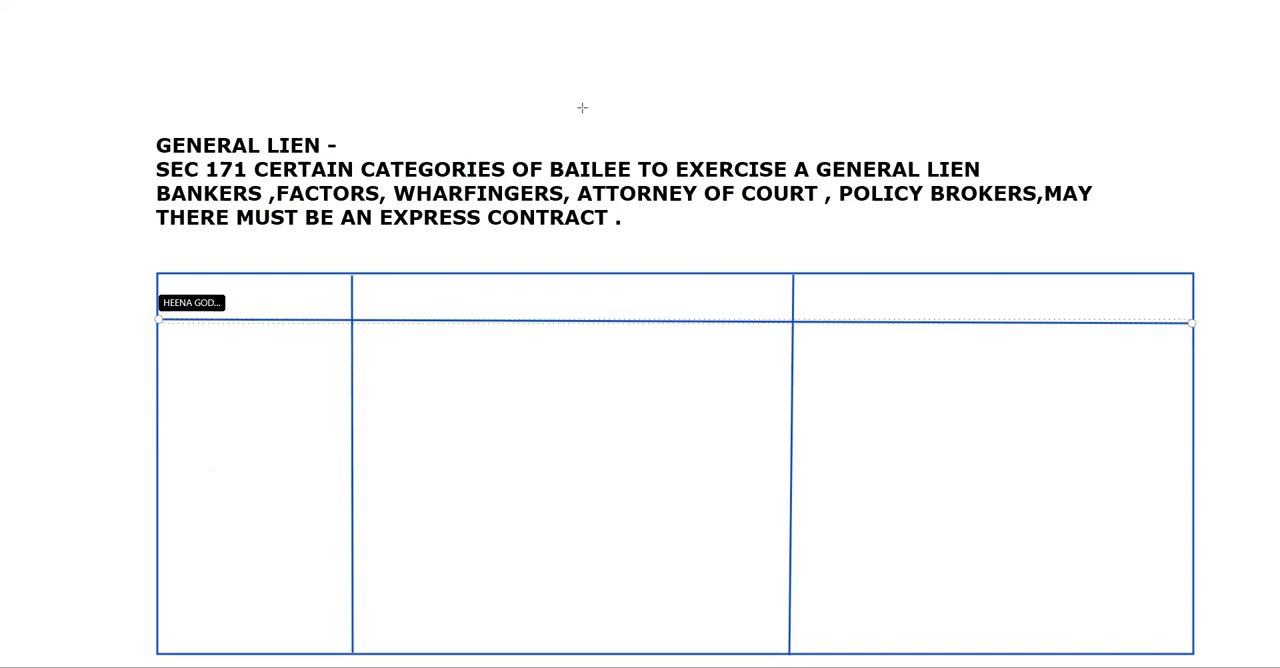 GENERAL LIEN -
SEC 171 CERTAIN CATEGORIES OF BAILEE TO EXERCISE A GENERAL LIEN
BANKERS ,FACTORS, WHARFINGERS, ATTORNEY OF COURT , POLICY BROKERS,MAY
THERE MUST BE AN EXPRESS CONTRACT .
HEENA GOD...